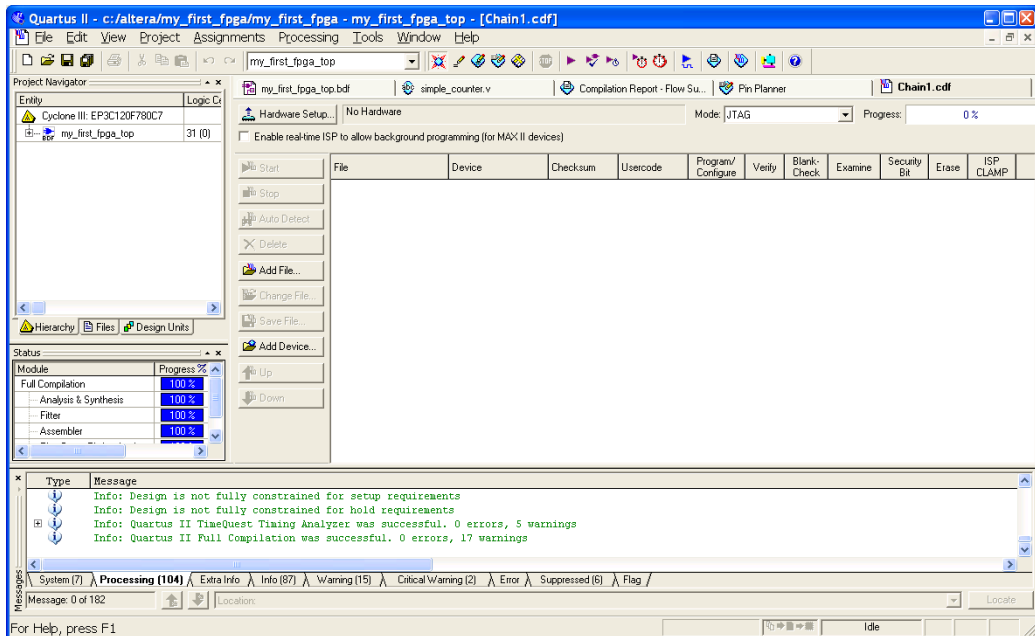 Quartus II - c:/altera/my_first_fpga/my_first_fpga - my_first_fpga_top - [Chain1.cdf]
File Edit View Project Assignments Processing Tools Window Help
my_first_fpga_top
Project Navigator
Entity Logic Ce
Cyclone III: EP3C120F780C7
my_first_fpga_top 31 (0)
Hierarchy Files Design Units
Status
Module Progress %
Full Compilation 100 %
Analysis & Synthesis 100 %
Fitter 100 %
Assembler 100 %
my_first_fpga_top.bdf simple_counter.v Compilation Report - Flow Su... Pin Planner Chain1.cdf
Hardware Setup... No Hardware Mode: JTAG Progress: 0 %
Enable real-time ISP to allow background programming (for MAX II devices)
Start
Stop
Auto Detect
Delete
Add File...
Change File...
Save File...
Add Device...
Up
Down
File Device Checksum Usercode Program/ Configure Verify Blank- Check Examine Security Bit Erase ISP CLAMP
Type Message
Info: Design is not fully constrained for setup requirements
Info: Design is not fully constrained for hold requirements
Info: Quartus II TimeQuest Timing Analyzer was successful. 0 errors, 5 warnings
Info: Quartus II Full Compilation was successful. 0 errors, 17 warnings
System (7) Processing (104) Extra Info Info (87) Warning (15) Critical Warning (2) Error Suppressed (6) Flag
Messages
Message: 0 of 182 Location: Locate
For Help, press F1 Idle